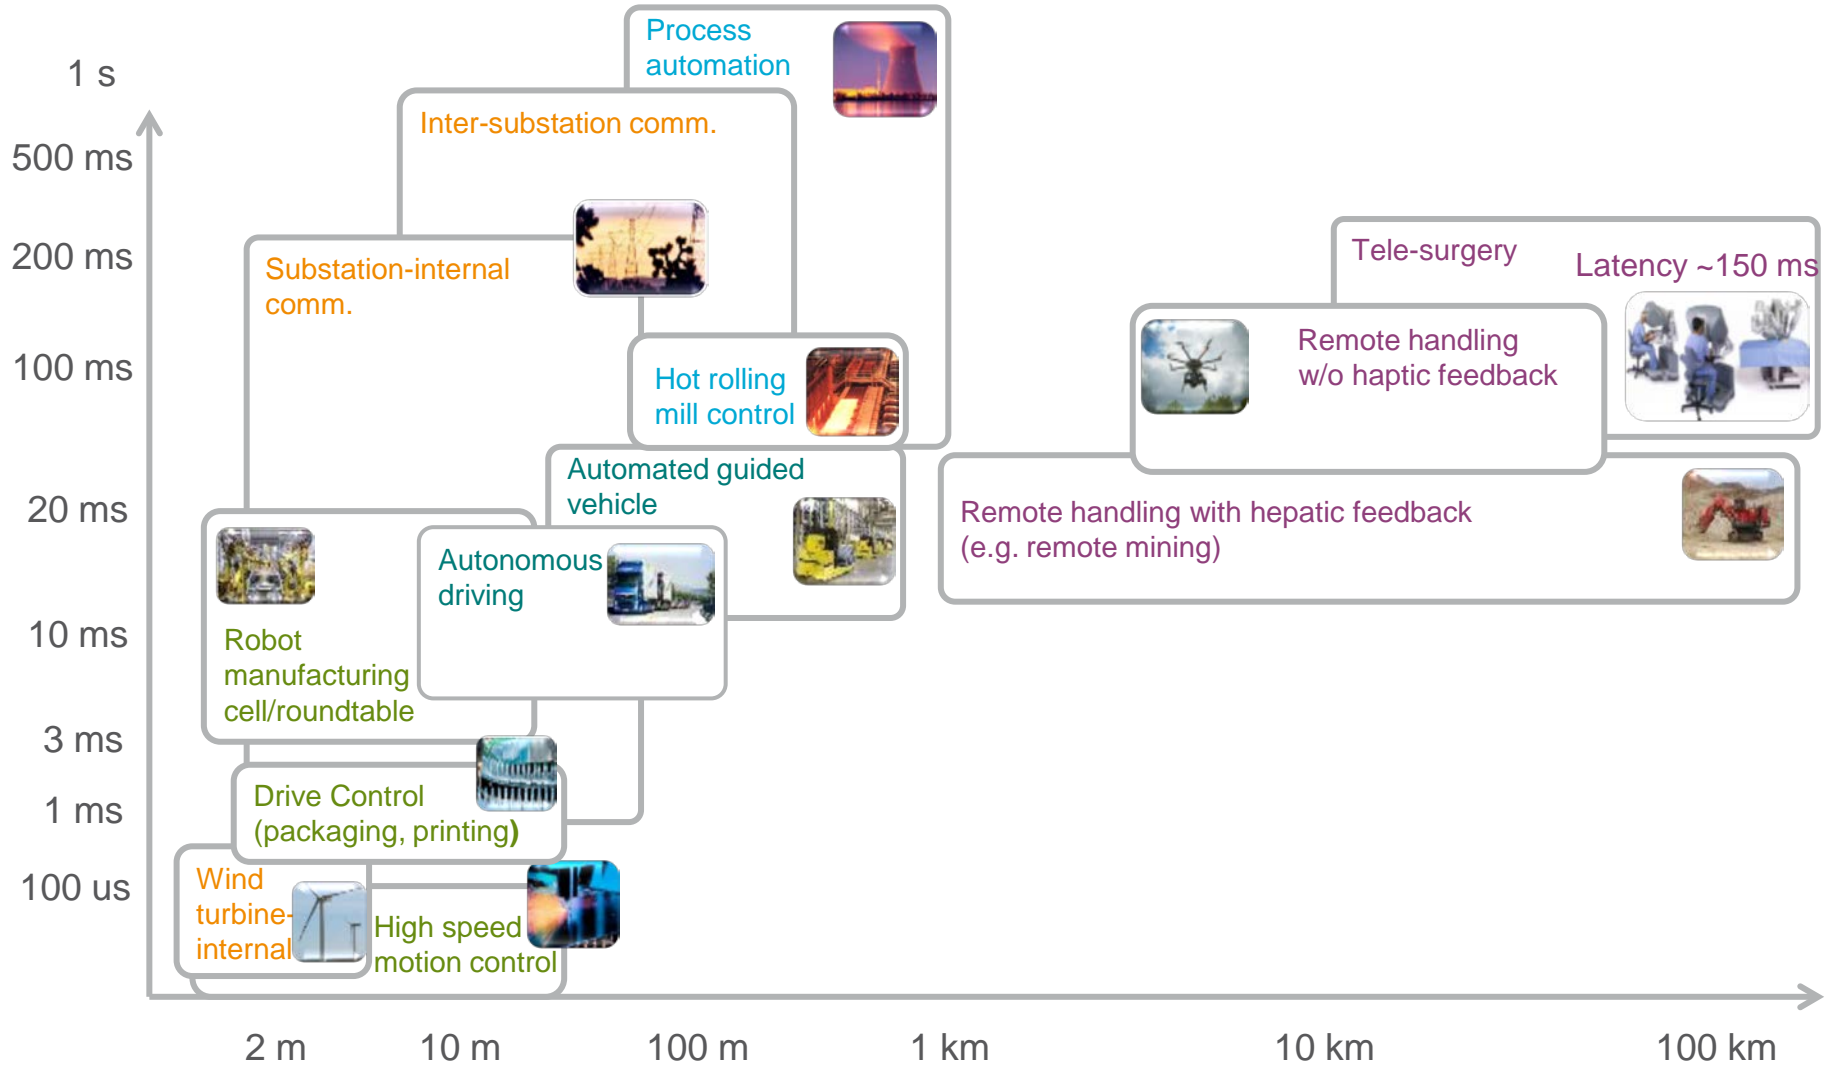 Process
automation
1 s
Inter-substation comm.
500 ms
200 ms
Substation-internal
comm.
Tele-surgery
Latency ~150 ms
100 ms
Hot rolling
mill control
Remote handling
w/o haptic feedback
Automated guided
vehicle
20 ms
Remote handling with hepatic feedback
(e.g. remote mining)
Autonomous
driving
10 ms
Robot
manufacturing
cell/roundtable
3 ms
Drive Control
(packaging, printing)
1 ms
100 us
Wind
turbine-
internal
High speed
motion control
2 m
10 m
100 m
1 km
10 km
100 km